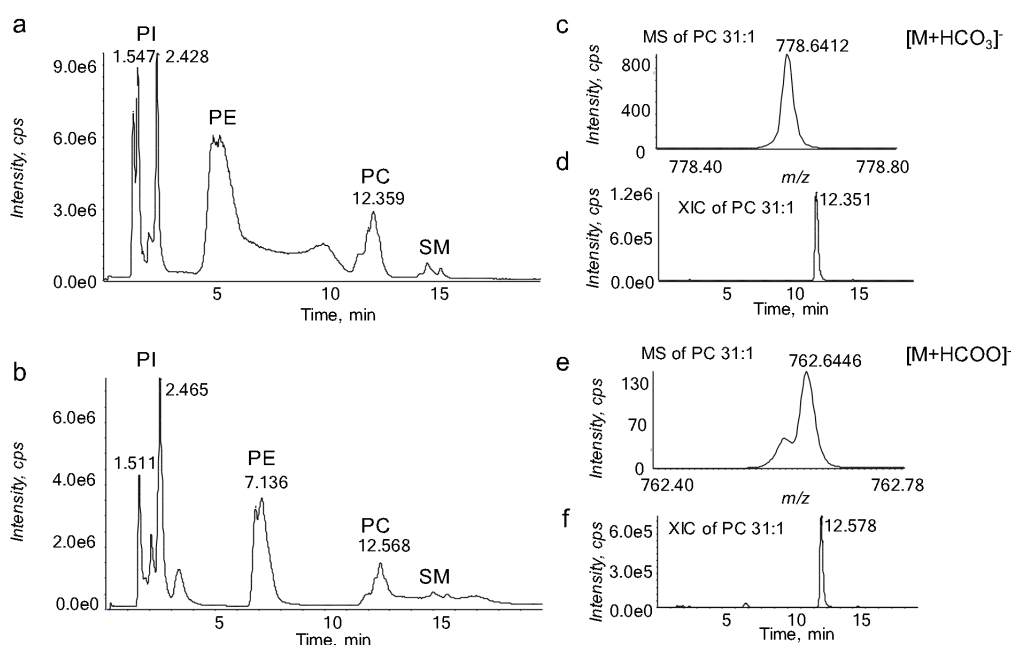 a
PI
1.547
2.428
9.0e6
6.0e6
3.0e6
0.0e0
Intensity, cps
PE
PC
12.359
SM
5
10
15
Time, min
b
PI
2.465
1.511
6.0e6
4.0e6
2.0e6
0.0e0
Intensity, cps
PE
7.136
PC
12.568
SM
5
10
15
Time, min
c
MS of PC 31:1
778.6412
[M+HCO3]-
800
400
0
Intensity, cps
778.40
778.80
m/z
d
1.2e6
6.0e5
0.0e0
Intensity, cps
XIC of PC 31:1
12.351
5
10
15
Time, min
e
MS of PC 31:1
762.6446
[M+HCOO]-
130
70
0
Intensity, cps
762.40
762.78
m/z
f
6.0e5
3.0e5
0.0e0
Intensity, cps
XIC of PC 31:1
12.578
5
10
15
Time, min